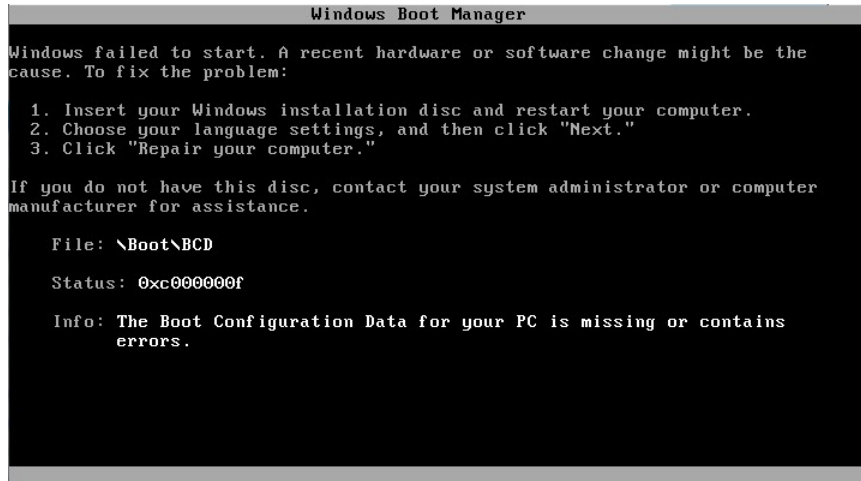 Windows Boot Manager
Windows failed to start. A recent hardware or software change might be the
cause. To fix the problem:
1. Insert your Windows installation disc and restart your computer.
2. Choose your language settings, and then click "Next."
3. Click "Repair your computer."
If you do not have this disc, contact your system administrator or computer
manufacturer for assistance.
File: \Boot\BCD
Status: 0xc000000f
Info: The Boot Configuration Data for your PC is missing or contains
errors.